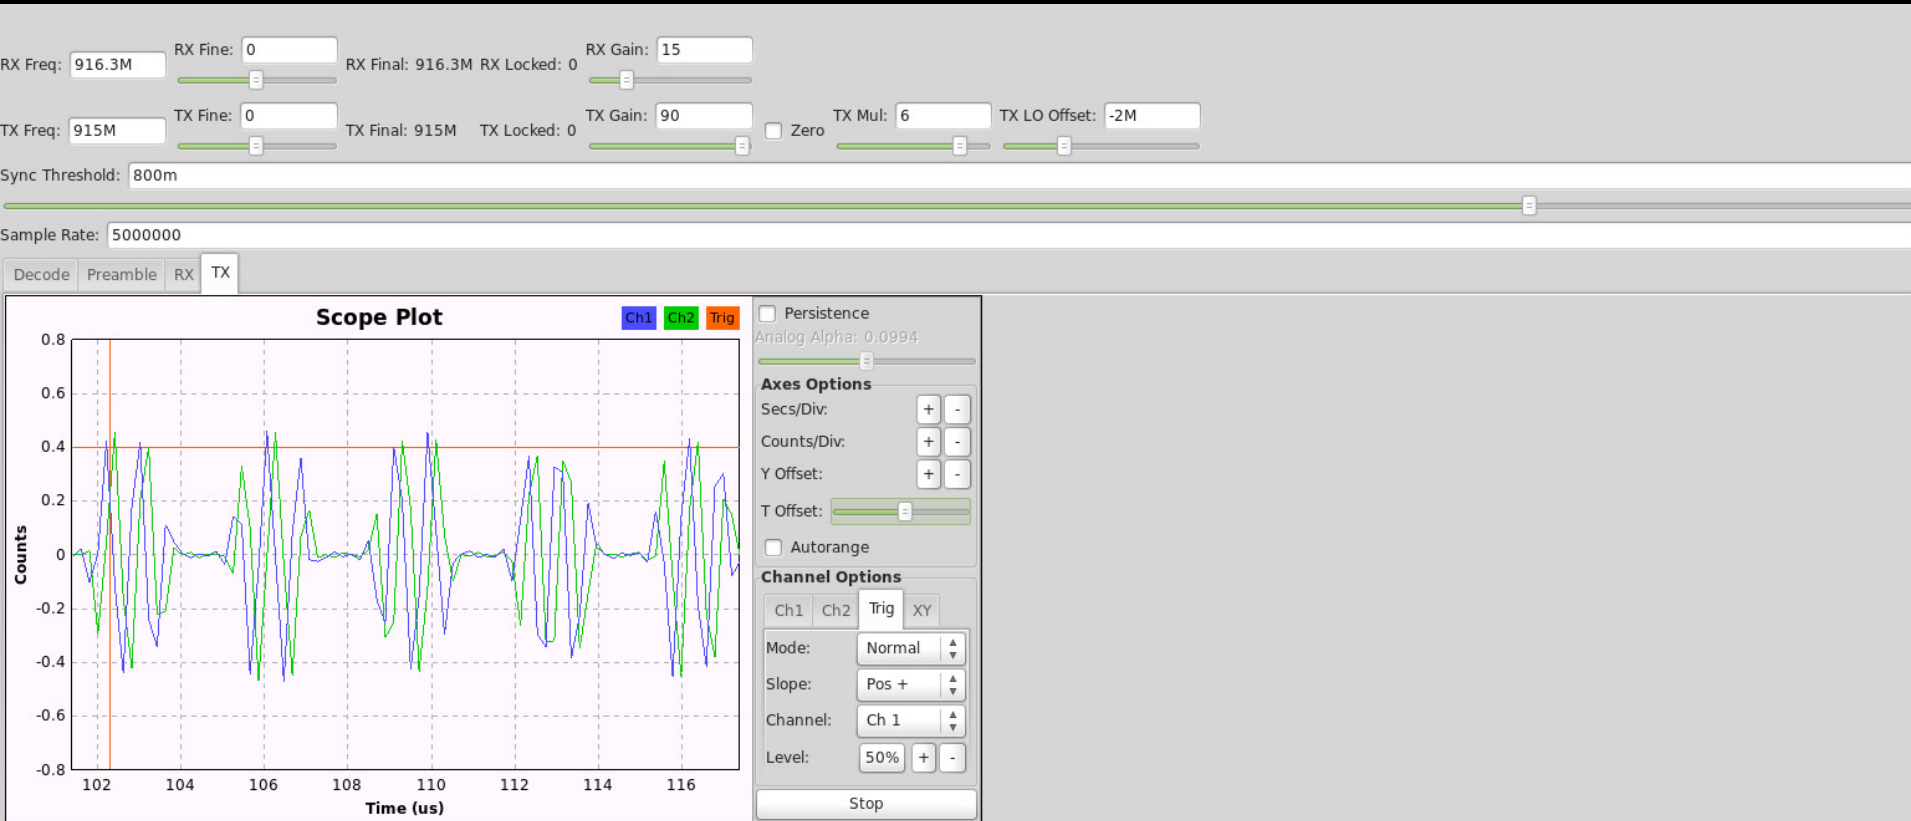 RX Freq: 916.3M RX Fine: 0 RX Final: 916.3M RX Locked: 0 RX Gain: 15
TX Freq: 915M TX Fine: 0 TX Final: 915M TX Locked: 0 TX Gain: 90 Zero TX Mul: 6 TX LO Offset: -2M
Sync Threshold: 800m
Sample Rate: 5000000
Decode Preamble RX TX
Scope Plot
Ch1 Ch2 Trig
0.8
0.6
0.4
0.2
0
-0.2
-0.4
-0.6
-0.8
Counts
102 104 106 108 110 112 114 116
Time (us)
Persistence
Analog Alpha: 0.0994
Axes Options
Secs/Div: + -
Counts/Div: + -
Y Offset: + -
T Offset:
Autorange
Channel Options
Ch1 Ch2 Trig XY
Mode: Normal
Slope: Pos +
Channel: Ch 1
Level: 50% + -
Stop